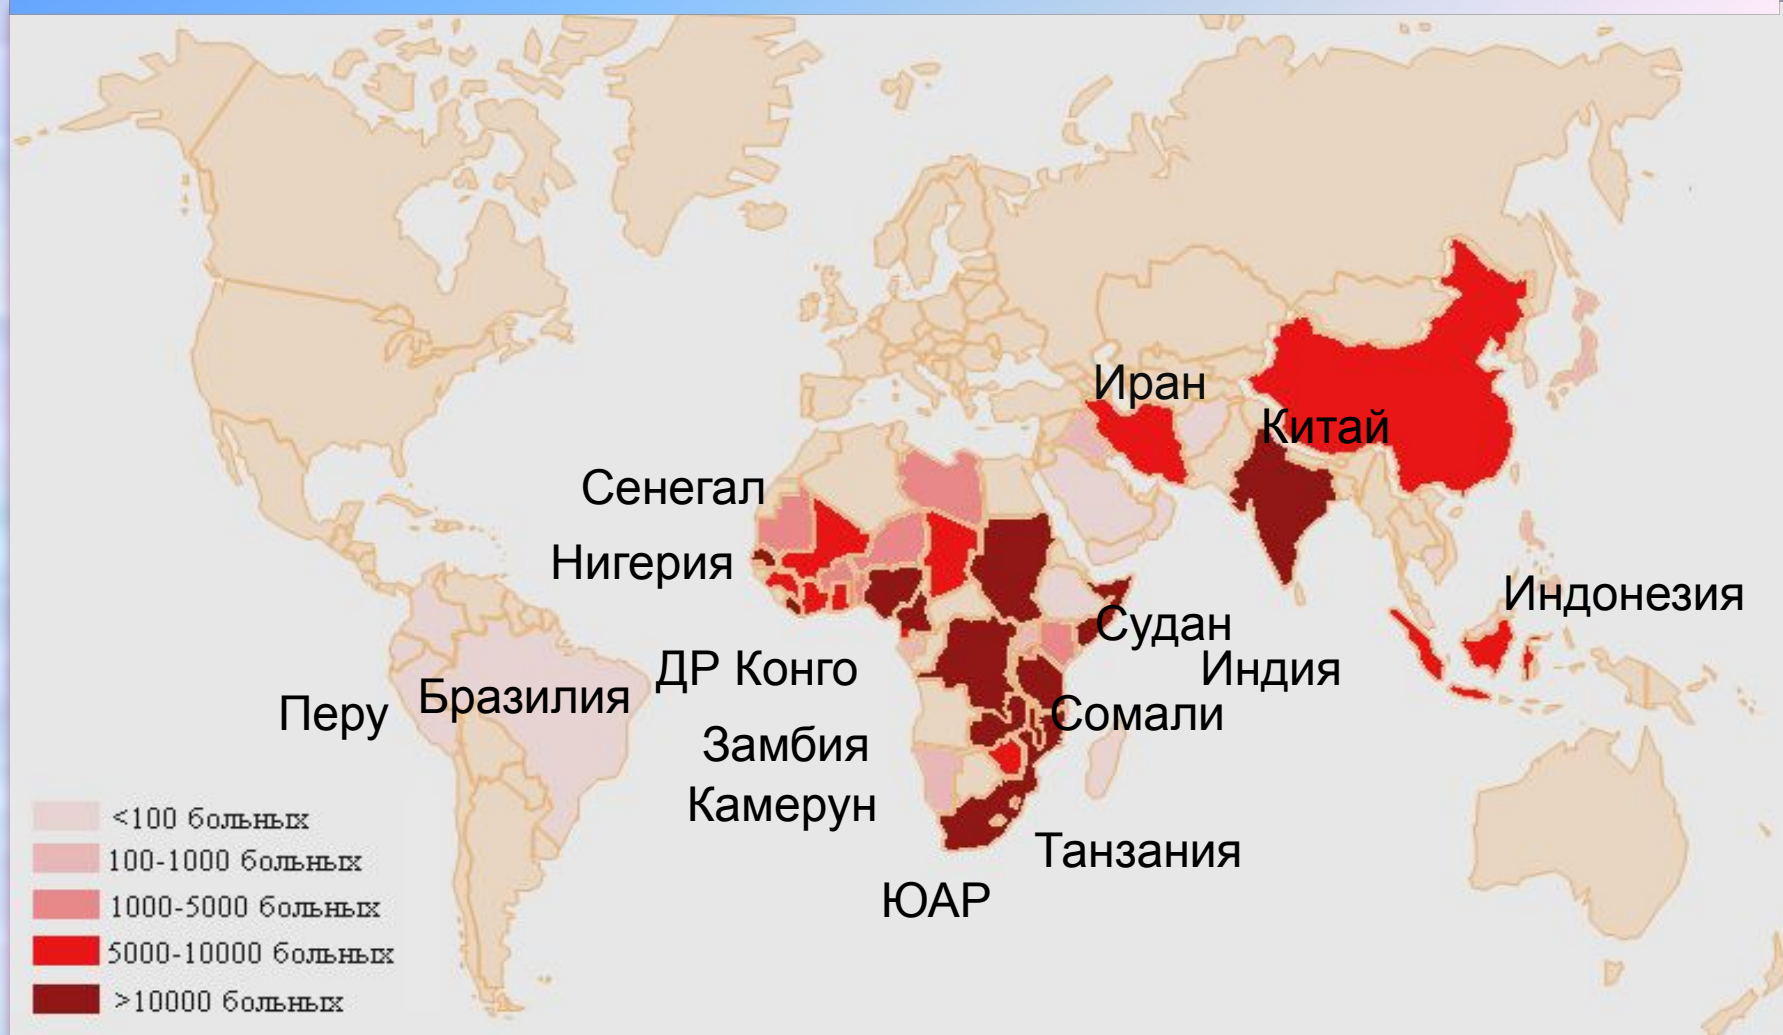 Иран
Китай
Сенегал
Нигерия
Индонезия
Судан
ДР Конго
Индия
Перу
Бразилия
Сомали
Замбия
Камерун
Танзания
ЮАР
<100 больных
100-1000 больных
1000-5000 больных
5000-10000 больных
>10000 больных